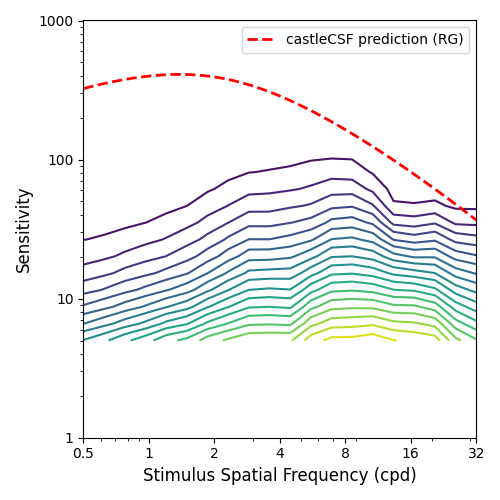 castleCSF prediction (RG)
1000
100
10
1
Sensitivity
0.5 1 2 4 8 16 32
Stimulus Spatial Frequency (cpd)